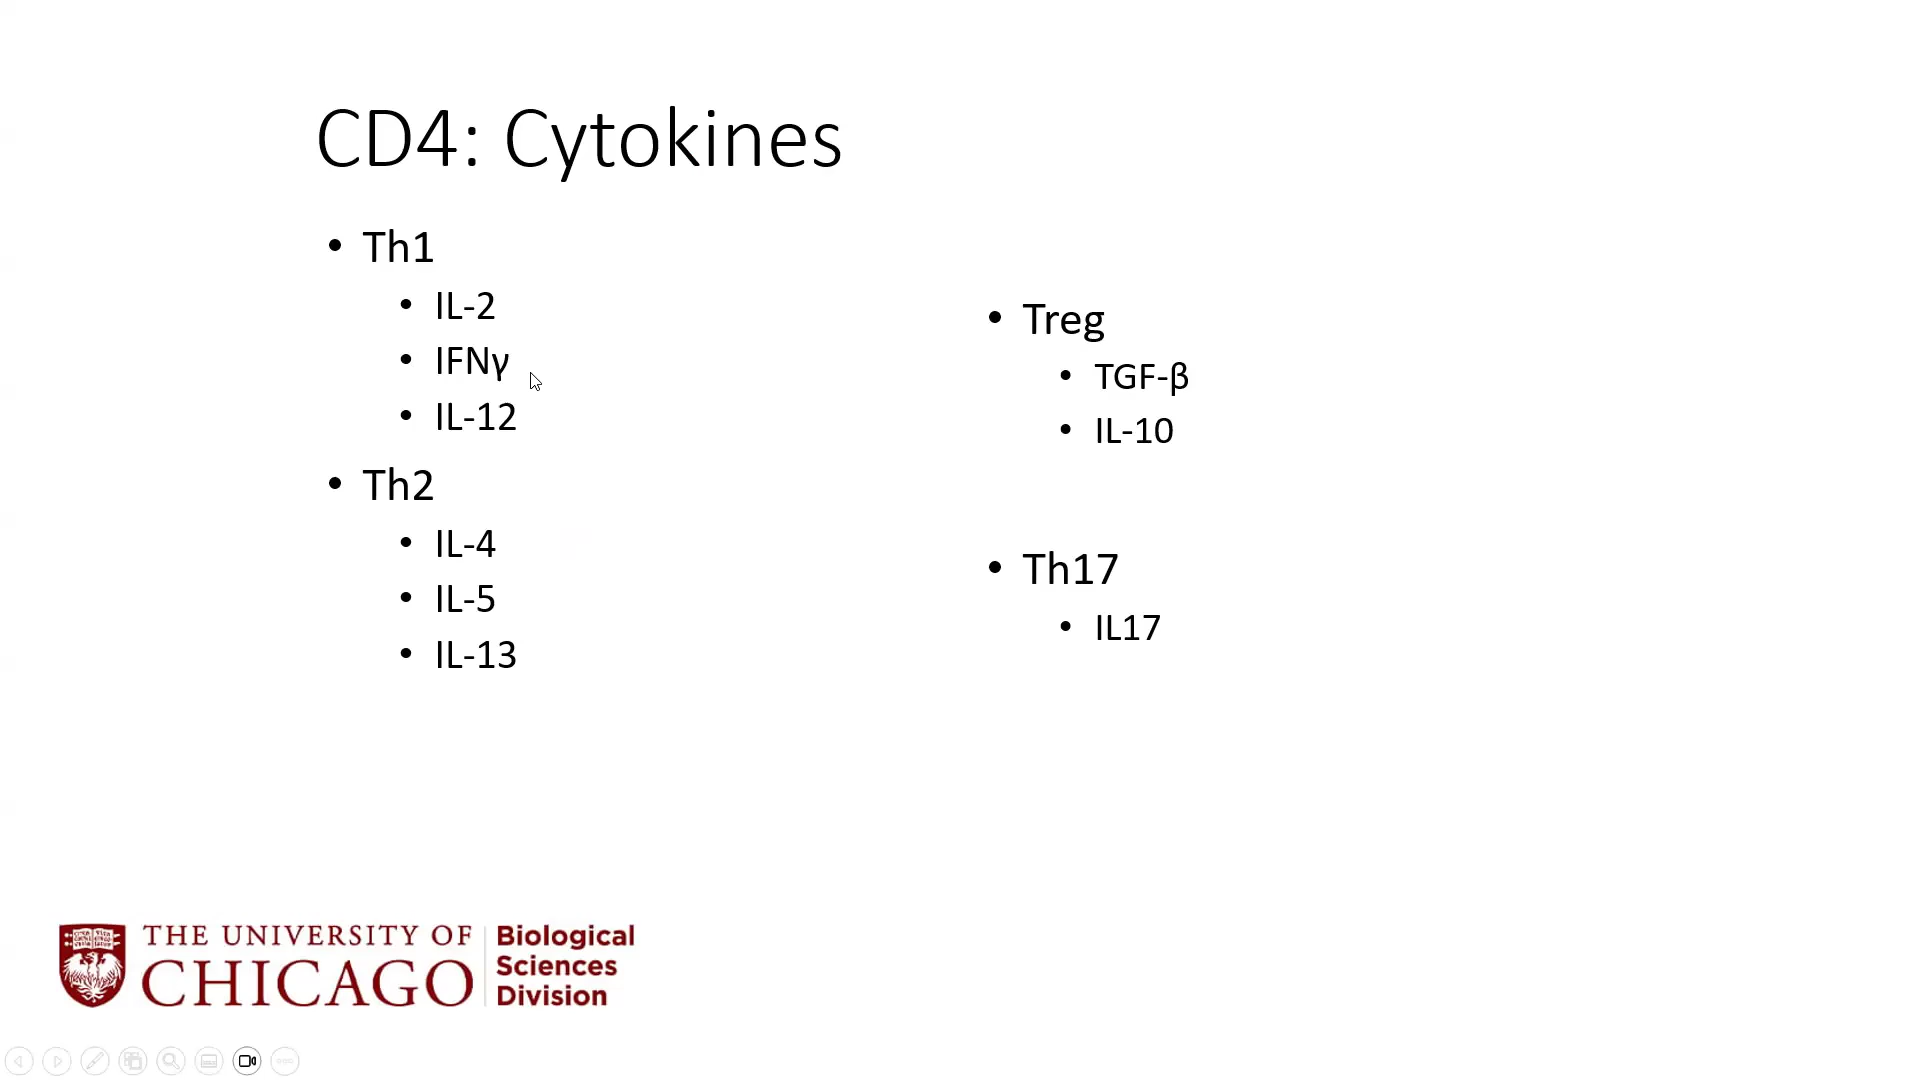 CD4: Cytokines
• Th1
• IL-2
• IFNγ
• IL-12
• Th2
• IL-4
• IL-5
• IL-13
• Treg
• TGF-β
• IL-10
• Th17
• IL17
THE UNIVERSITY OF
CHICAGO
Biological
Sciences
Division